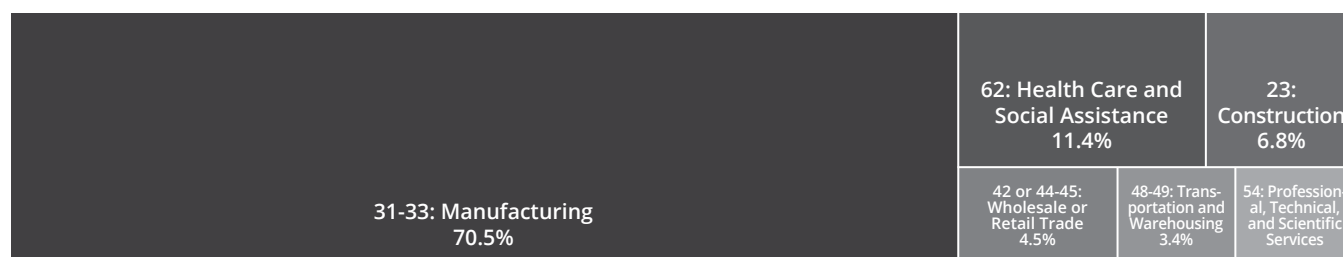 31-33: Manufacturing
70.5%
62: Health Care and
Social Assistance
11.4%
23:
Construction
6.8%
42 or 44-45:
Wholesale or
Retail Trade
4.5%
48-49: Trans-
portation and
Warehousing
3.4%
54: Profession-
al, Technical,
and Scientific
Services